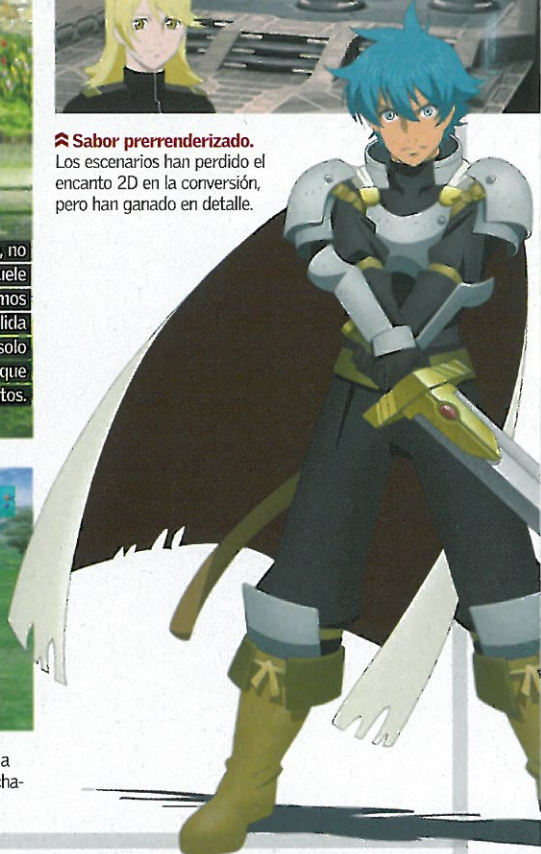 Sabor prerrenderizado.
Los escenarios han perdido el
encanto 2D en la conversión,
pero han ganado en detalle.
, no
mos
lida
solo
que
tos.
a
cha-